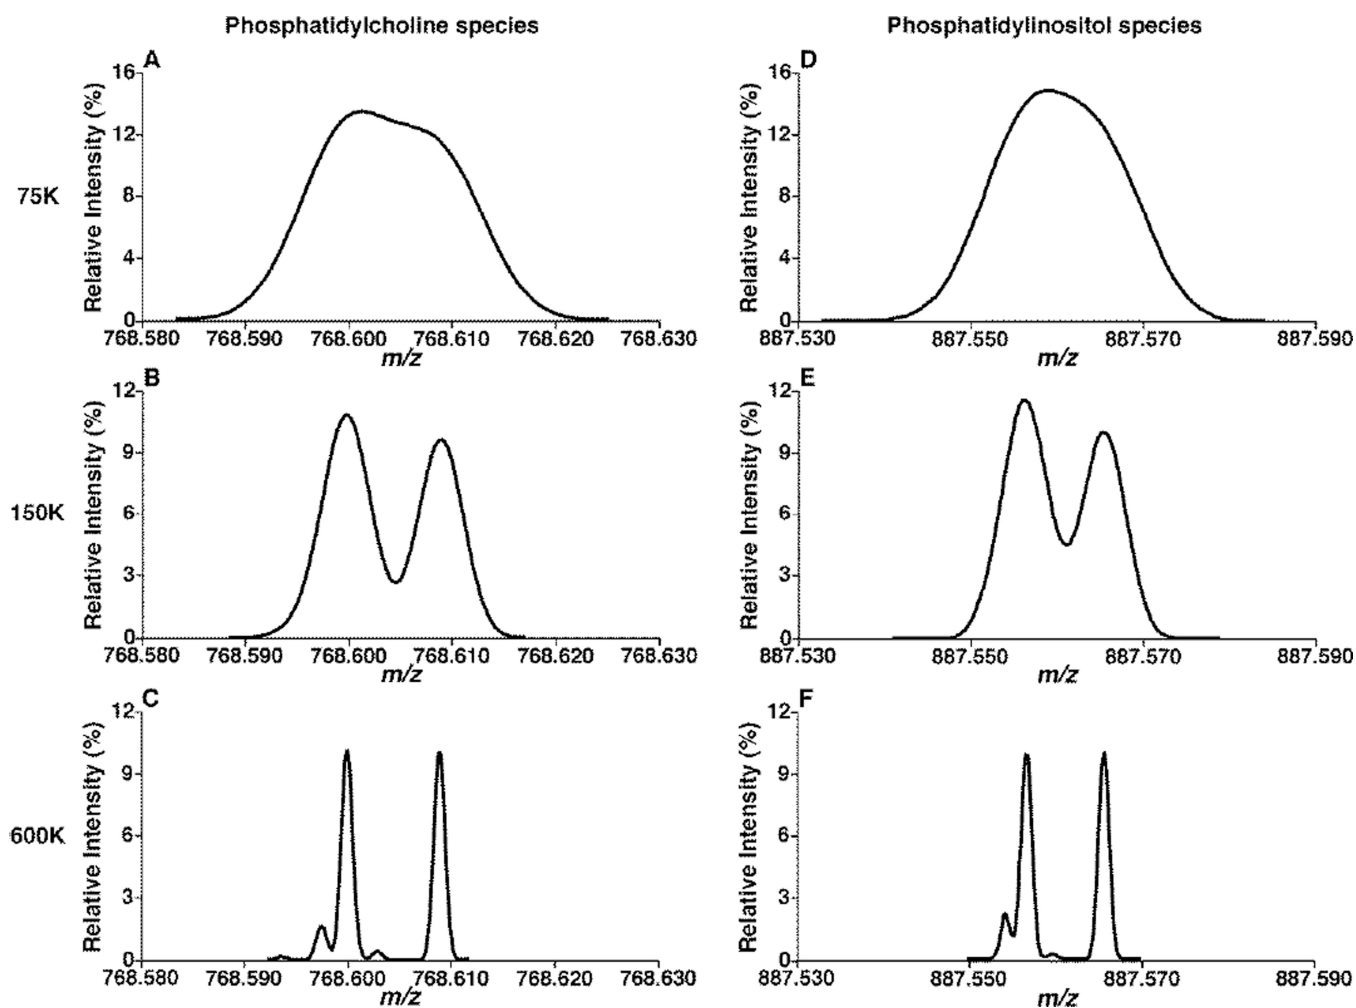 Phosphatidylcholine species
Phosphatidylinositol species
A
D
75K
Relative Intensity (%)
16
12
8
4
0
768.580 768.590 768.600 768.610 768.620 768.630
m/z
Relative Intensity (%)
16
12
8
4
0
887.530 887.550 887.570 887.590
m/z
B
E
150K
Relative Intensity (%)
12
9
6
3
0
768.580 768.590 768.600 768.610 768.620 768.630
m/z
Relative Intensity (%)
12
9
6
3
0
887.530 887.550 887.570 887.590
m/z
C
F
600K
Relative Intensity (%)
12
9
6
3
0
768.580 768.590 768.600 768.610 768.620 768.630
m/z
Relative Intensity (%)
12
9
6
3
0
887.530 887.550 887.570 887.590
m/z